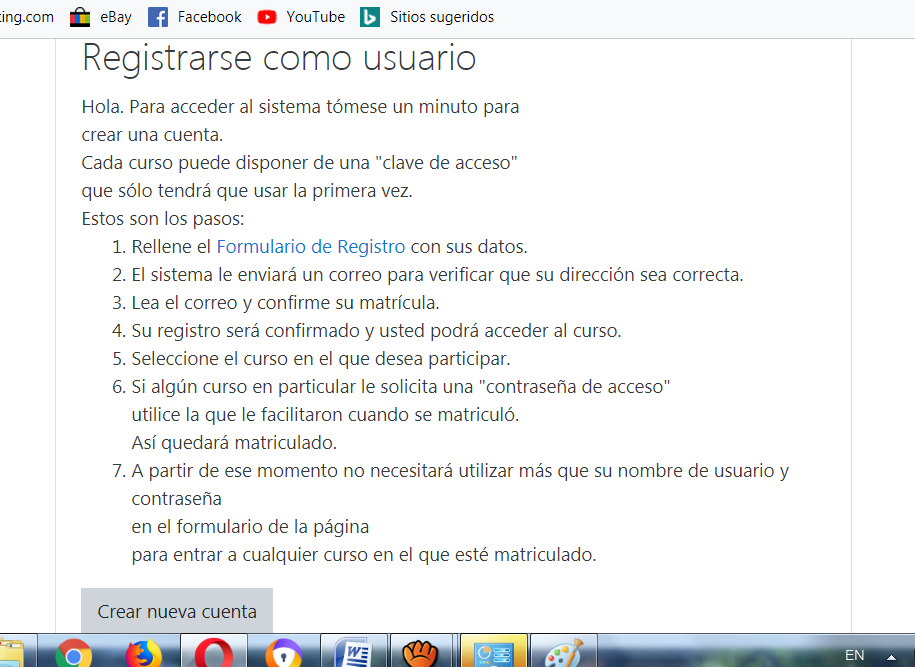 ing.com eBay Facebook YouTube Sitios sugeridos
Registrarse como usuario
Hola. Para acceder al sistema tómese un minuto para
crear una cuenta.
Cada curso puede disponer de una "clave de acceso"
que sólo tendrá que usar la primera vez.
Estos son los pasos:
1. Rellene el Formulario de Registro con sus datos.
2. El sistema le enviará un correo para verificar que su dirección sea correcta.
3. Lea el correo y confirme su matrícula.
4. Su registro será confirmado y usted podrá acceder al curso.
5. Seleccione el curso en el que desea participar.
6. Si algún curso en particular le solicita una "contraseña de acceso"
utilice la que le facilitaron cuando se matriculó.
Así quedará matriculado.
7. A partir de ese momento no necesitará utilizar más que su nombre de usuario y
contraseña
en el formulario de la página
para entrar a cualquier curso en el que esté matriculado.
Crear nueva cuenta
EN